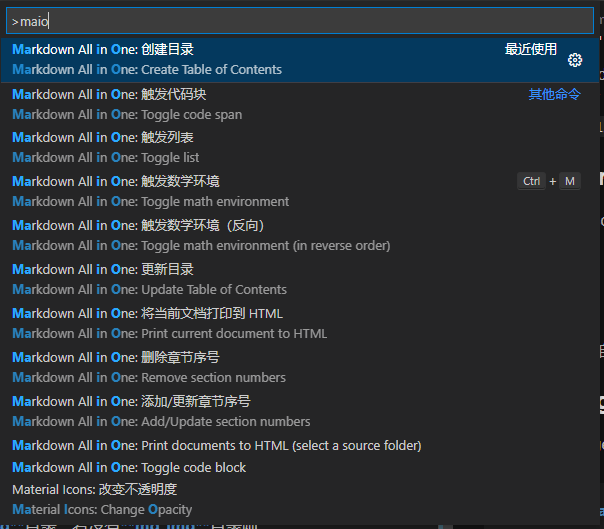 >maio
Markdown All in One: 创建目录 最近使用
Markdown All in One: Create Table of Contents
Markdown All in One: 触发代码块 其他命令
Markdown All in One: Toggle code span
Markdown All in One: 触发列表
Markdown All in One: Toggle list
Markdown All in One: 触发数学环境 Ctrl + M
Markdown All in One: Toggle math environment
Markdown All in One: 触发数学环境（反向）
Markdown All in One: Toggle math environment (in reverse order)
Markdown All in One: 更新目录
Markdown All in One: Update Table of Contents
Markdown All in One: 将当前文档打印到 HTML
Markdown All in One: Print current document to HTML
Markdown All in One: 删除章节序号
Markdown All in One: Remove section numbers
Markdown All in One: 添加/更新章节序号
Markdown All in One: Add/Update section numbers
Markdown All in One: Print documents to HTML (select a source folder)
Markdown All in One: Toggle code block
Material Icons: 改变不透明度
Material Icons: Change Opacity